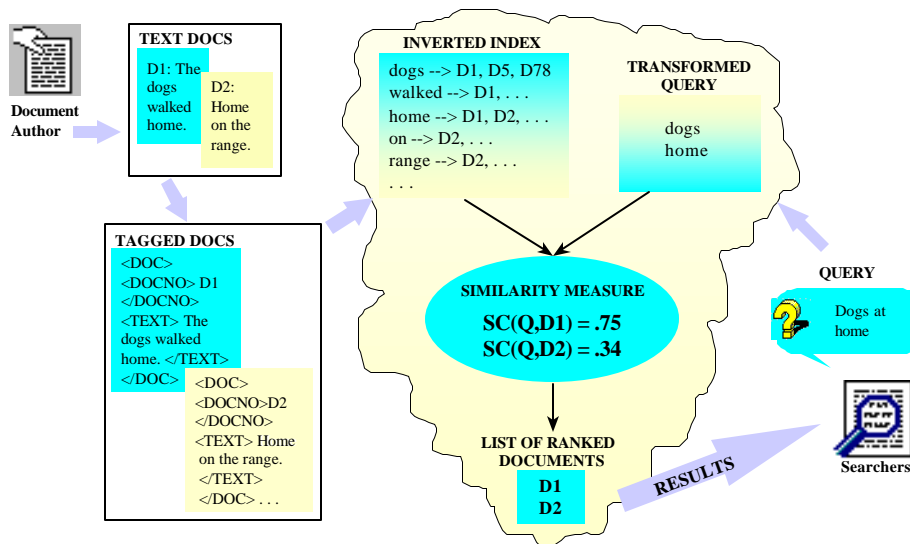 Document
Author
TEXT DOCS
D1: The
dogs
walked
home.
D2:
Home
on the
range.
TAGGED DOCS
<DOC>
<DOCNO> D1
</DOCNO>
<TEXT> The
dogs walked
home. </TEXT>
</DOC>
<DOC>
<DOCNO>D2
</DOCNO>
<TEXT> Home
on the range.
</TEXT>
</DOC> . . .
INVERTED INDEX
dogs --> D1, D5, D78
walked --> D1, . . .
home --> D1, D2, . . .
on --> D2, . . .
range --> D2, . . .
. . .
TRANSFORMED
QUERY
dogs
home
SIMILARITY MEASURE
SC(Q,D1) = .75
SC(Q,D2) = .34
LIST OF RANKED
DOCUMENTS
D1
D2
RESULTS
QUERY
?
Dogs at
home
Searchers